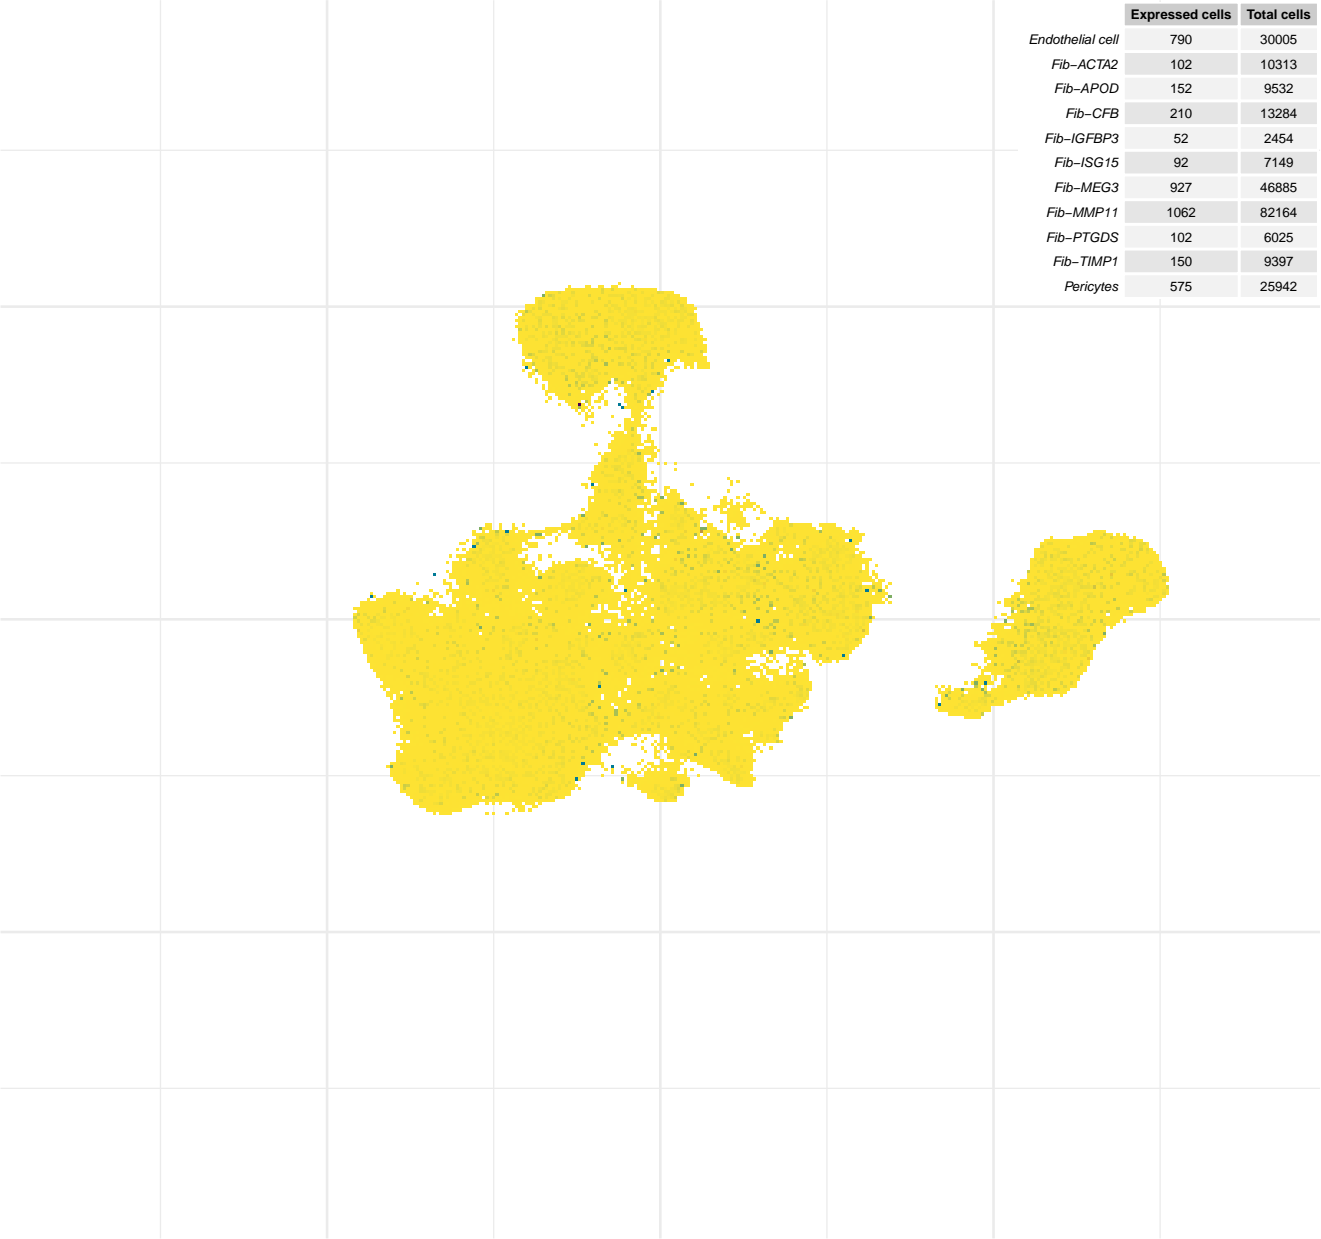 Expressed cells Total cells
Endothelial cell 790 30005
Fib−ACTA2 102 10313
Fib−APOD 152 9532
Fib−CFB 210 13284
Fib−IGFBP3 52 2454
Fib−ISG15 92 7149
Fib−MEG3 927 46885
Fib−MMP11 1062 82164
Fib−PTGDS 102 6025
Fib−TIMP1 150 9397
Pericytes 575 25942